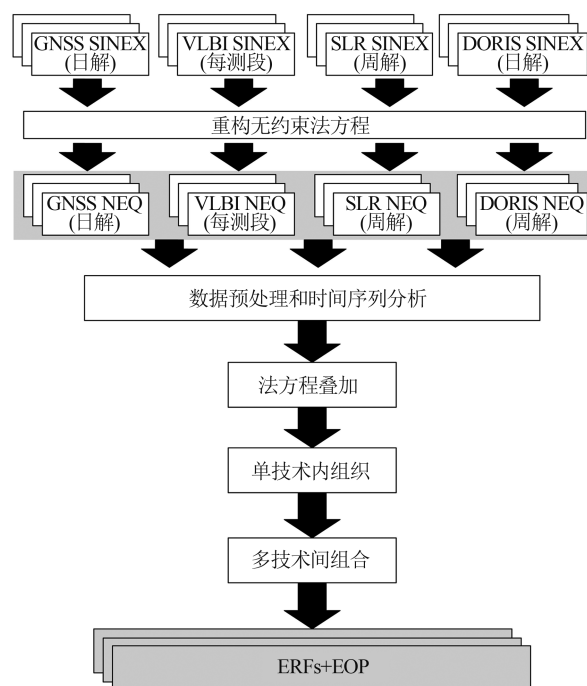 GNSS SINEX
(日解)
VLBI SINEX
(每测段)
SLR SINEX
(周解)
DORIS SINEX
(日解)
重构无约束法方程
GNSS NEQ
(日解)
VLBI NEQ
(每测段)
SLR NEQ
(周解)
DORIS NEQ
(周解)
数据预处理和时间序列分析
法方程叠加
单技术内组织
多技术间组合
ERFs+EOP